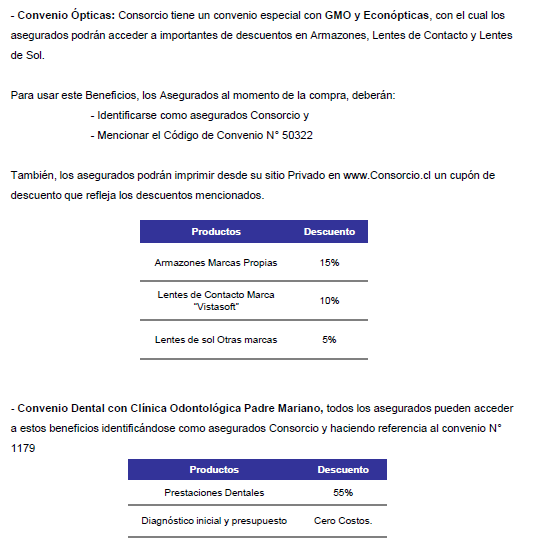 - Convenio Ópticas: Consorcio tiene un convenio especial con GMO y Econópticas, con el cual los
asegurados podrán acceder a importantes de descuentos en Armazones, Lentes de Contacto y Lentes
de Sol.
Para usar este Beneficios, los Asegurados al momento de la compra, deberán:
- Identificarse como asegurados Consorcio y
- Mencionar el Código de Convenio N° 50322
También, los asegurados podrán imprimir desde su sitio Privado en www.Consorcio.cl un cupón de
descuento que refleja los descuentos mencionados.
Productos Descuento
Armazones Marcas Propias 15%
Lentes de Contacto Marca
"Vistasoft" 10%
Lentes de sol Otras marcas 5%
- Convenio Dental con Clínica Odontológica Padre Mariano, todos los asegurados pueden acceder
a estos beneficios identificándose como asegurados Consorcio y haciendo referencia al convenio N°
1179
Productos Descuento
Prestaciones Dentales 55%
Diagnóstico inicial y presupuesto Cero Costos.